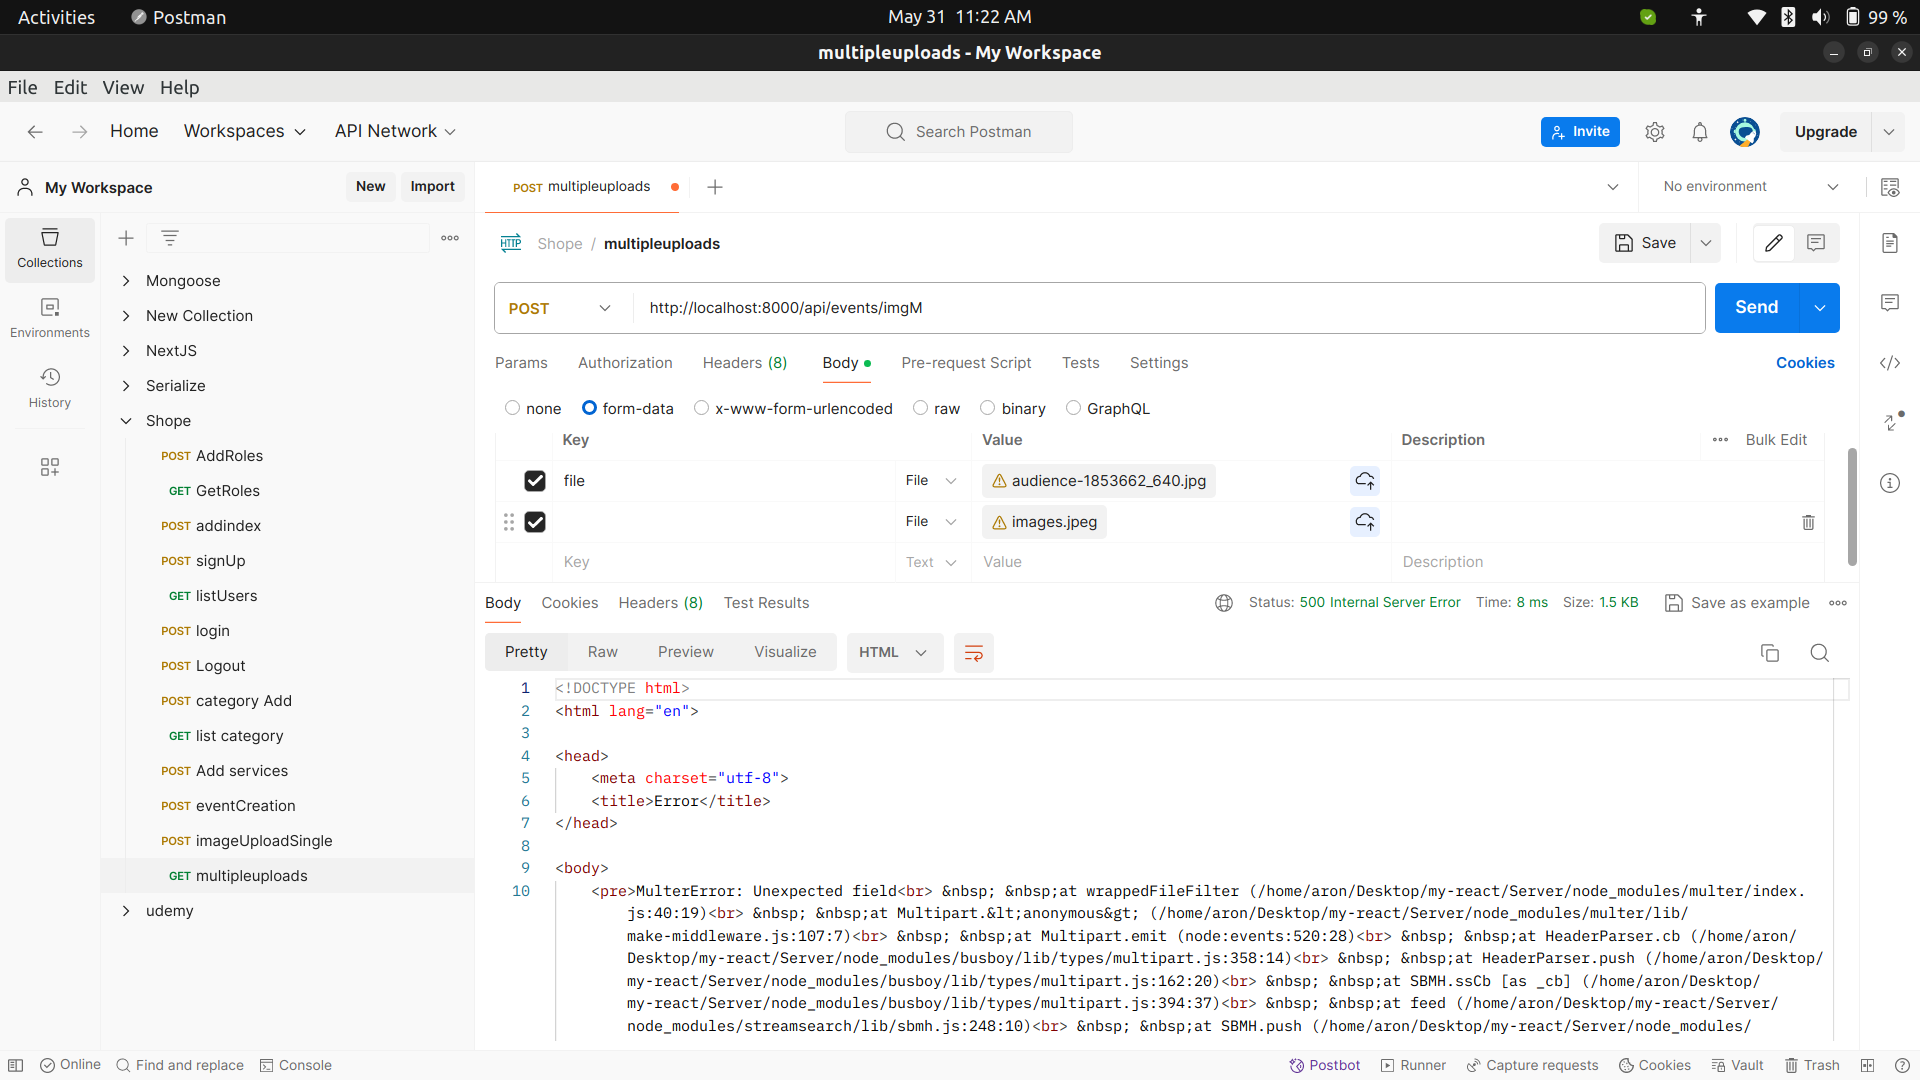 Activities Postman May 31 11:22 AM 99 %
multipleuploads - My Workspace
File Edit View Help
Home Workspaces API Network Search Postman Invite Upgrade
My Workspace New Import POST multipleuploads No environment
Collections
Environments
History
Mongoose
New Collection
NextJS
Serialize
Shope
POST AddRoles
GET GetRoles
POST addindex
POST signUp
GET listUsers
POST login
POST Logout
POST category Add
GET list category
POST Add services
POST eventCreation
POST imageUploadSingle
GET multipleuploads
udemy
HTTP Shope / multipleuploads Save
POST http://localhost:8000/api/events/imgM Send
Params Authorization Headers (8) Body Pre-request Script Tests Settings Cookies
none form-data x-www-form-urlencoded raw binary GraphQL
Key Value Description Bulk Edit
file File audience-1853662_640.jpg
File images.jpeg
Key Text Value Description
Body Cookies Headers (8) Test Results Status: 500 Internal Server Error Time: 8 ms Size: 1.5 KB Save as example
Pretty Raw Preview Visualize HTML
1 <!DOCTYPE html>
2 <html lang="en">
3
4 <head>
5 <meta charset="utf-8">
6 <title>Error</title>
7 </head>
8
9 <body>
10 <pre>MulterError: Unexpected field<br> &nbsp; &nbsp;at wrappedFileFilter (/home/aron/Desktop/my-react/Server/node_modules/multer/index.
js:40:19)<br> &nbsp; &nbsp;at Multipart.&lt;anonymous&gt; (/home/aron/Desktop/my-react/Server/node_modules/multer/lib/
make-middleware.js:107:7)<br> &nbsp; &nbsp;at Multipart.emit (node:events:520:28)<br> &nbsp; &nbsp;at HeaderParser.cb (/home/aron/
Desktop/my-react/Server/node_modules/busboy/lib/types/multipart.js:358:14)<br> &nbsp; &nbsp;at HeaderParser.push (/home/aron/Desktop/
my-react/Server/node_modules/busboy/lib/types/multipart.js:162:20)<br> &nbsp; &nbsp;at SBMH.ssCb [as _cb] (/home/aron/Desktop/
my-react/Server/node_modules/busboy/lib/types/multipart.js:394:37)<br> &nbsp; &nbsp;at feed (/home/aron/Desktop/my-react/Server/
node_modules/streamsearch/lib/sbmh.js:248:10)<br> &nbsp; &nbsp;at SBMH.push (/home/aron/Desktop/my-react/Server/node_modules/
Online Find and replace Console Postbot Runner Capture requests Cookies Vault Trash